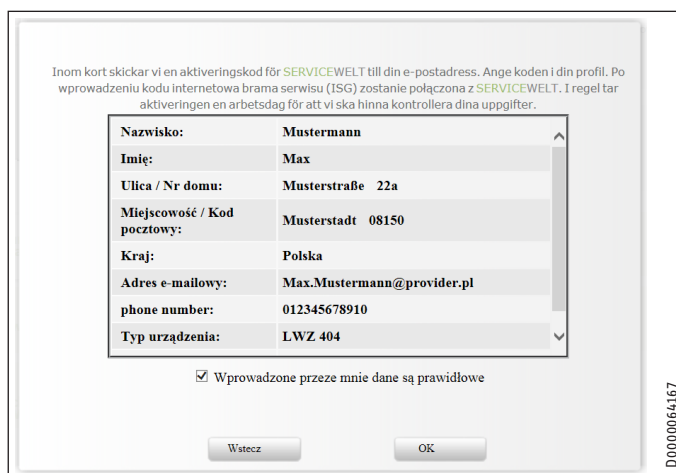 Inom kort skickar vi en aktiveringskod för SERVICEWELT till din e-postadress. Ange koden i din profil. Po
wprowadzeniu kodu internetowa brama serwisu (ISG) zostanie połączona z SERVICEWELT. I regel tar
aktiveringen en arbetsdag för att vi ska hinna kontrollera dina uppgifter.
Nazwisko: Mustermann
Imię: Max
Ulica / Nr domu: Musterstraße 22a
Miejscowość / Kod
pocztowy: Musterstadt 08150
Kraj: Polska
Adres e-mailowy: Max.Mustermann@provider.pl
phone number: 012345678910
Typ urządzenia: LWZ 404
Wprowadzone przeze mnie dane są prawidłowe
Wstecz OK
D0000064167